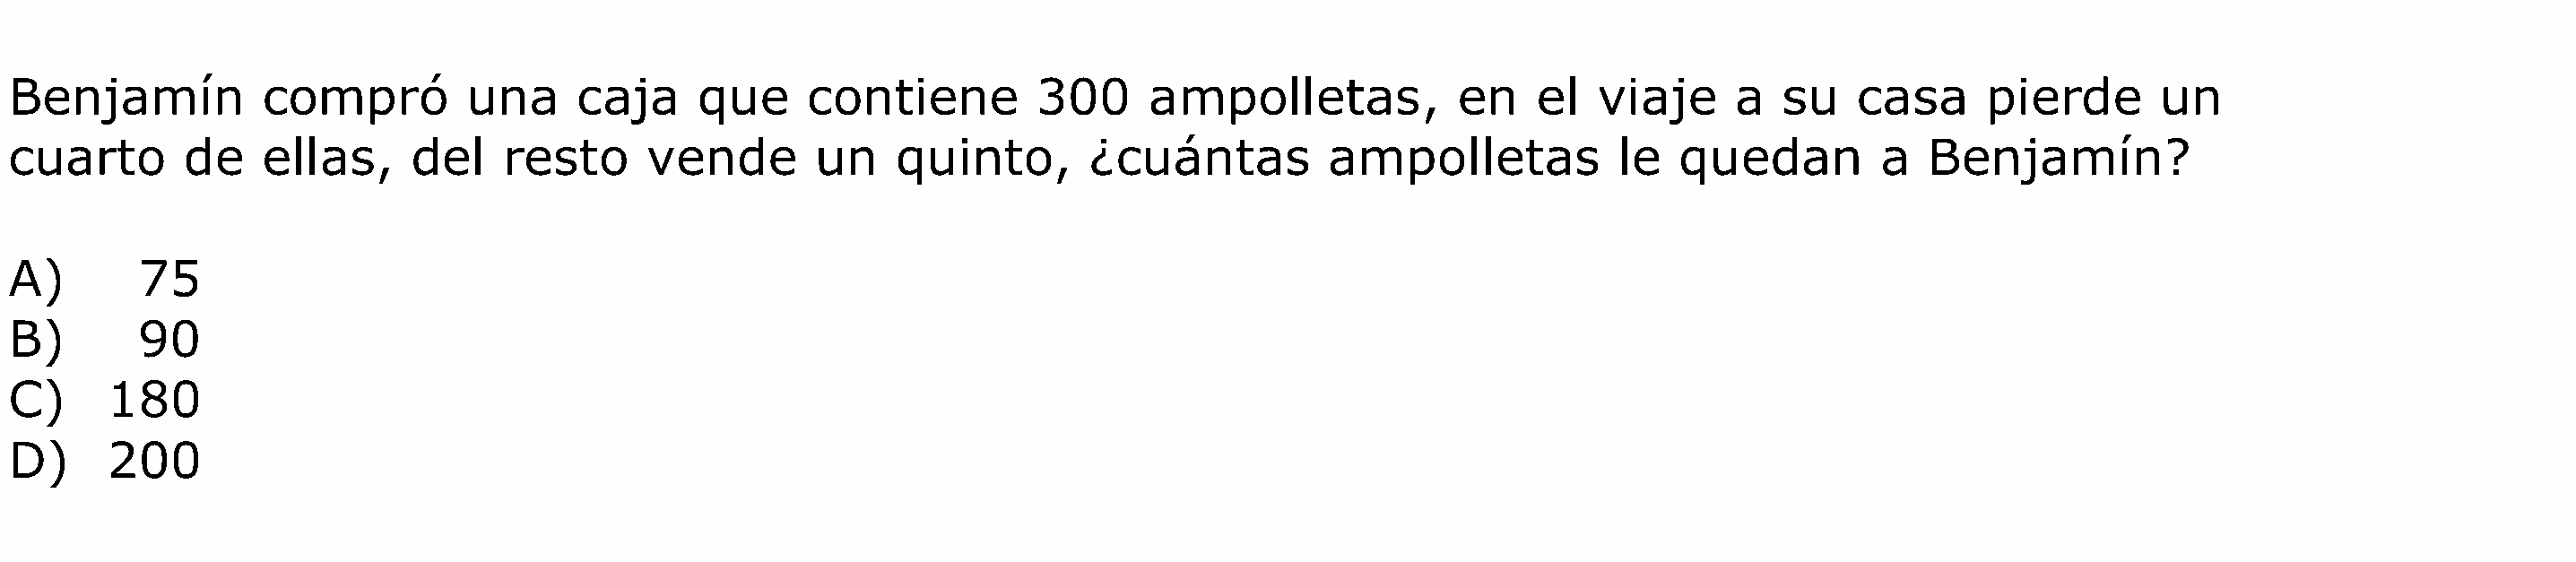 Benjamín compró una caja que contiene 300 ampolletas, en el viaje a su casa pierde un
cuarto de ellas, del resto vende un quinto, ¿cuántas ampolletas le quedan a Benjamín?
A) 75
B) 90
C) 180
D) 200